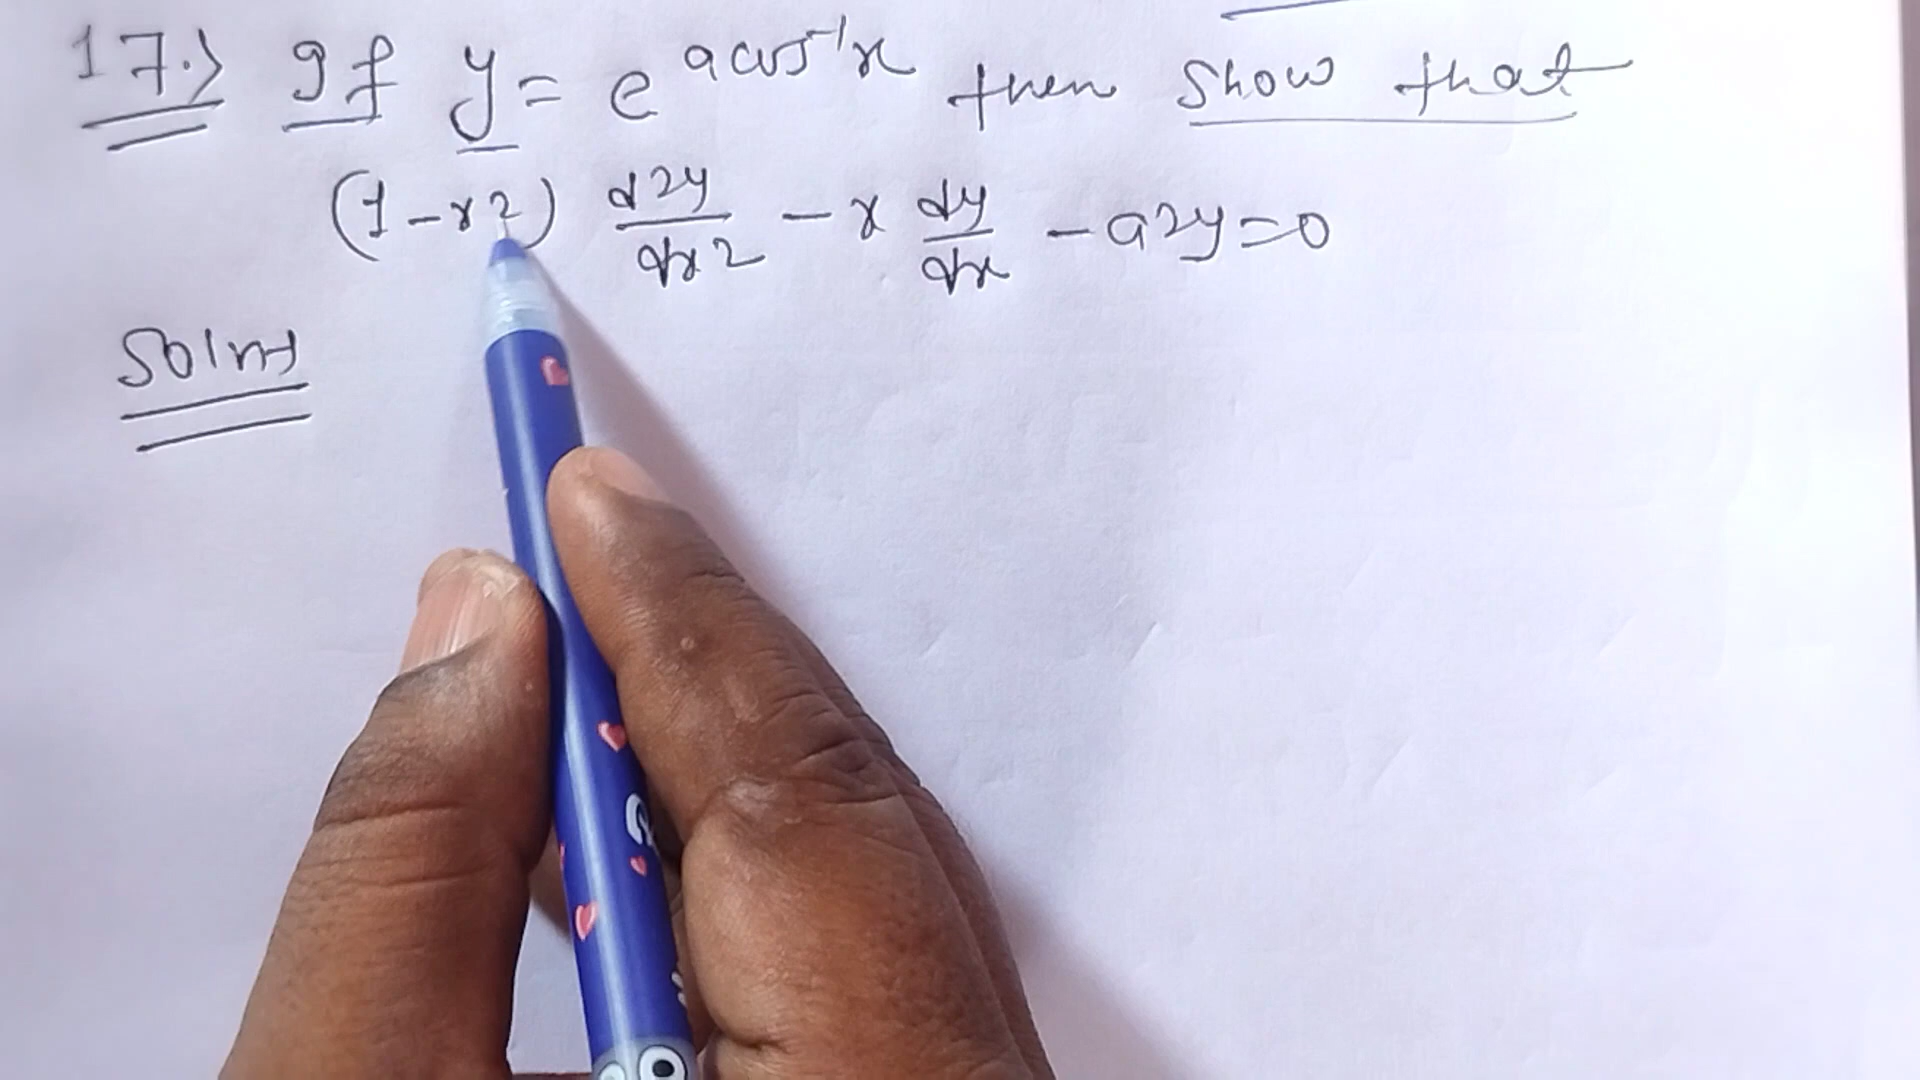 17.) If y = e^{a cos⁻¹x} then show that
(1-x²) d²y/dx² - x dy/dx - a²y=0
Soln: